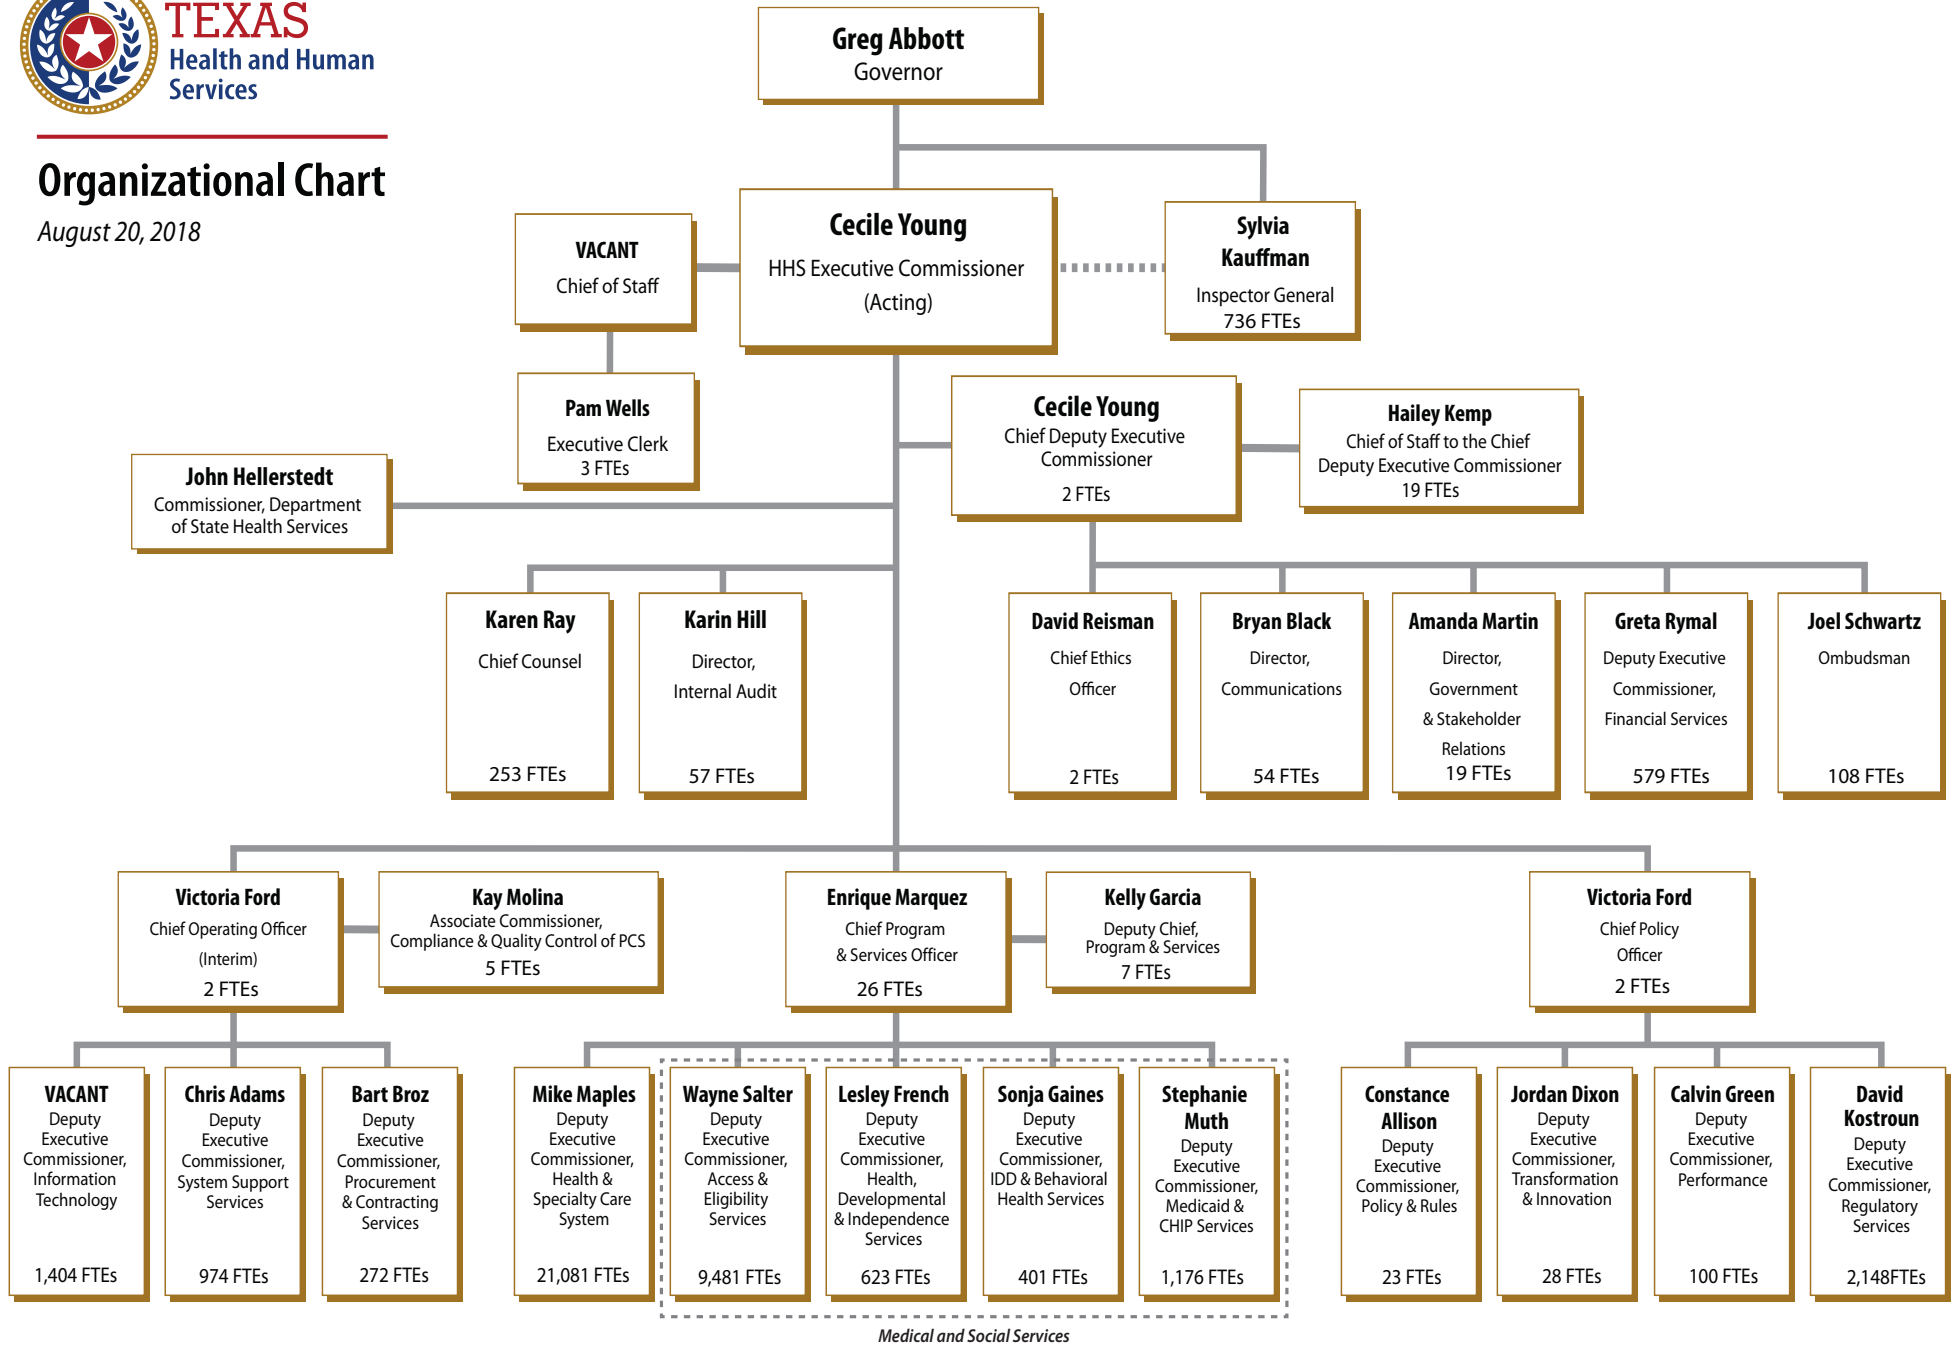 TEXAS
Health and Human
Services
Organizational Chart
August 20, 2018
Greg Abbott
Governor
VACANT
Chief of Staff
Cecile Young
HHS Executive Commissioner
(Acting)
Sylvia
Kauffman
Inspector General
736 FTEs
Pam Wells
Executive Clerk
3 FTEs
Cecile Young
Chief Deputy Executive
Commissioner
2 FTEs
Hailey Kemp
Chief of Staff to the Chief
Deputy Executive Commissioner
19 FTEs
John Hellerstedt
Commissioner, Department
of State Health Services
Karen Ray
Chief Counsel
253 FTEs
Karin Hill
Director,
Internal Audit
57 FTEs
David Reisman
Chief Ethics
Officer
2 FTEs
Bryan Black
Director,
Communications
54 FTEs
Amanda Martin
Director,
Government
& Stakeholder
Relations
19 FTEs
Greta Rymal
Deputy Executive
Commissioner,
Financial Services
579 FTEs
Joel Schwartz
Ombudsman
108 FTEs
Victoria Ford
Chief Operating Officer
(Interim)
2 FTEs
Kay Molina
Associate Commissioner,
Compliance & Quality Control of PCS
5 FTEs
Enrique Marquez
Chief Program
& Services Officer
26 FTEs
Kelly Garcia
Deputy Chief,
Program & Services
7 FTEs
Victoria Ford
Chief Policy
Officer
2 FTEs
VACANT
Deputy
Executive
Commissioner,
Information
Technology
1,404 FTEs
Chris Adams
Deputy
Executive
Commissioner,
System Support
Services
974 FTEs
Bart Broz
Deputy
Executive
Commissioner,
Procurement
& Contracting
Services
272 FTEs
Mike Maples
Deputy
Executive
Commissioner,
Health &
Specialty Care
System
21,081 FTEs
Wayne Salter
Deputy
Executive
Commissioner,
Access &
Eligibility
Services
9,481 FTEs
Lesley French
Deputy
Executive
Commissioner,
Health,
Developmental
& Independence
Services
623 FTEs
Sonja Gaines
Deputy
Executive
Commissioner,
IDD & Behavioral
Health Services
401 FTEs
Stephanie
Muth
Deputy
Executive
Commissioner,
Medicaid &
CHIP Services
1,176 FTEs
Constance
Allison
Deputy
Executive
Commissioner,
Policy & Rules
23 FTEs
Jordan Dixon
Deputy
Executive
Commissioner,
Transformation
& Innovation
28 FTEs
Calvin Green
Deputy
Executive
Commissioner,
Performance
100 FTEs
David
Kostroun
Deputy
Executive
Commissioner,
Regulatory
Services
2,148FTEs
Medical and Social Services